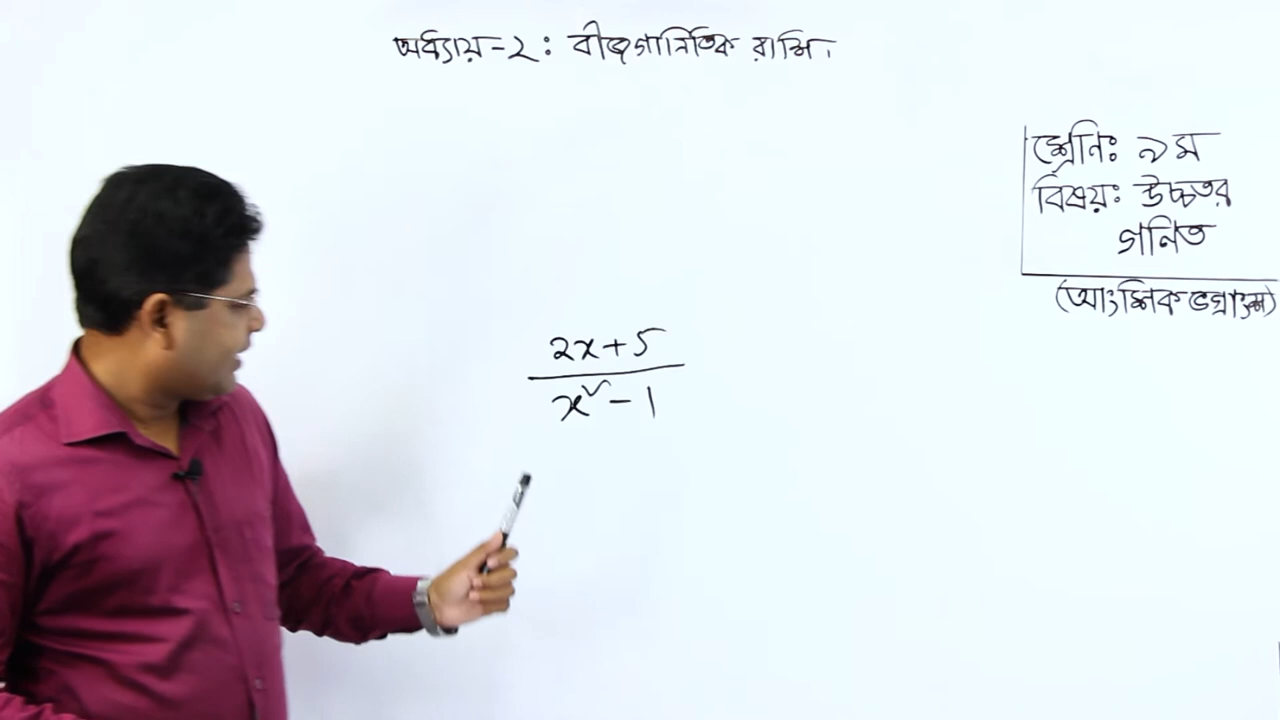 অধ্যায়-২: বীজগানিতিক রাশি।
শ্রেনিঃ ৯ম
বিষয়ঃ উচ্চতর
গনিত
(আংশিক ভগ্নাংশ)
2x+5
x²-1